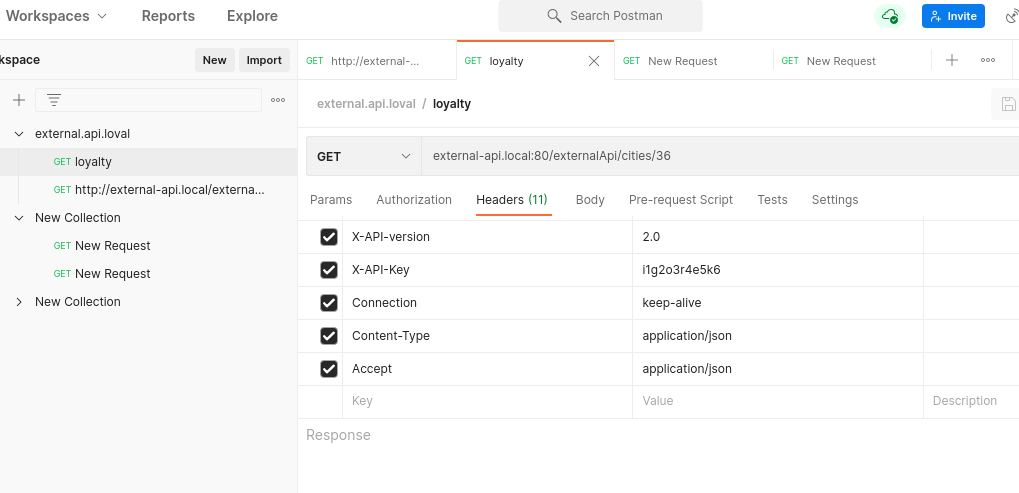 Workspaces Reports Explore Search Postman Invite
kspace New Import
GET http://external-... GET loyalty GET New Request GET New Request
external.api.loval / loyalty
external.api.loval
GET loyalty
GET http://external-api.local/externa...
New Collection
GET New Request
GET New Request
New Collection
GET external-api.local:80/externalApi/cities/36
Params Authorization Headers (11) Body Pre-request Script Tests Settings
X-API-version 2.0
X-API-Key i1g2o3r4e5k6
Connection keep-alive
Content-Type application/json
Accept application/json
Key Value Description
Response